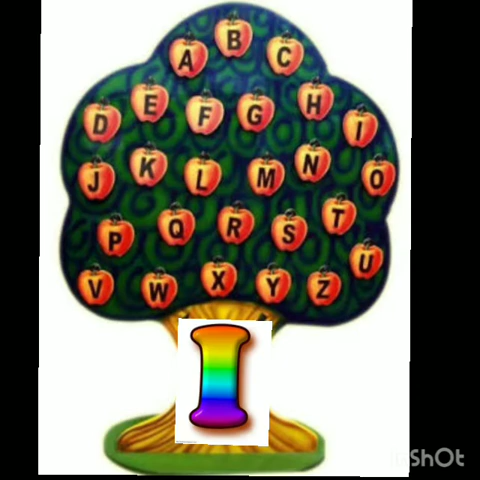 A B C
D E F G H I
J K L M N O
P Q R S T U
V W X Y Z
I